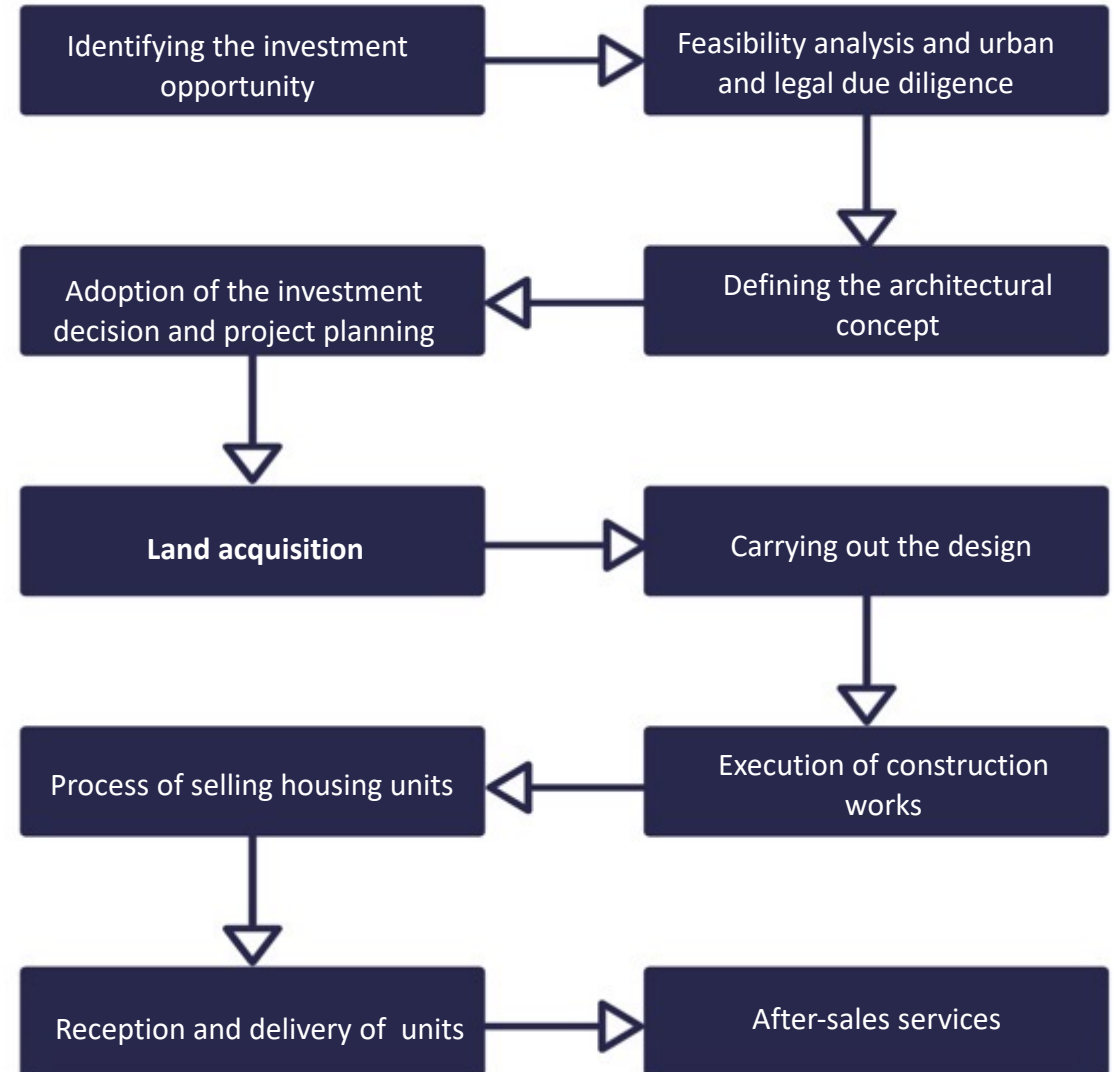 Identifying the investment
opportunity
Feasibility analysis and urban
and legal due diligence
Defining the architectural
concept
Adoption of the investment
decision and project planning
Land acquisition
Carrying out the design
Execution of construction
works
Process of selling housing units
Reception and delivery of units
After-sales services